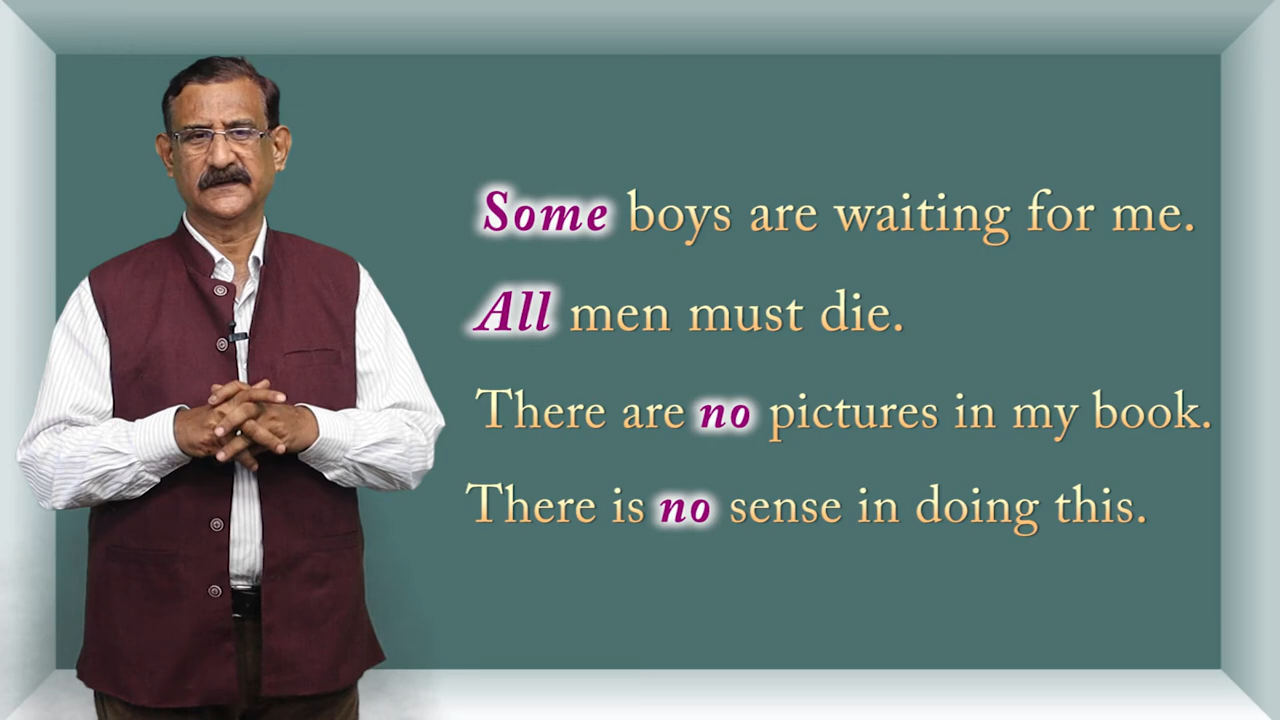 Some boys are waiting for me.
All men must die.
There are no pictures in my book.
There is no sense in doing this.